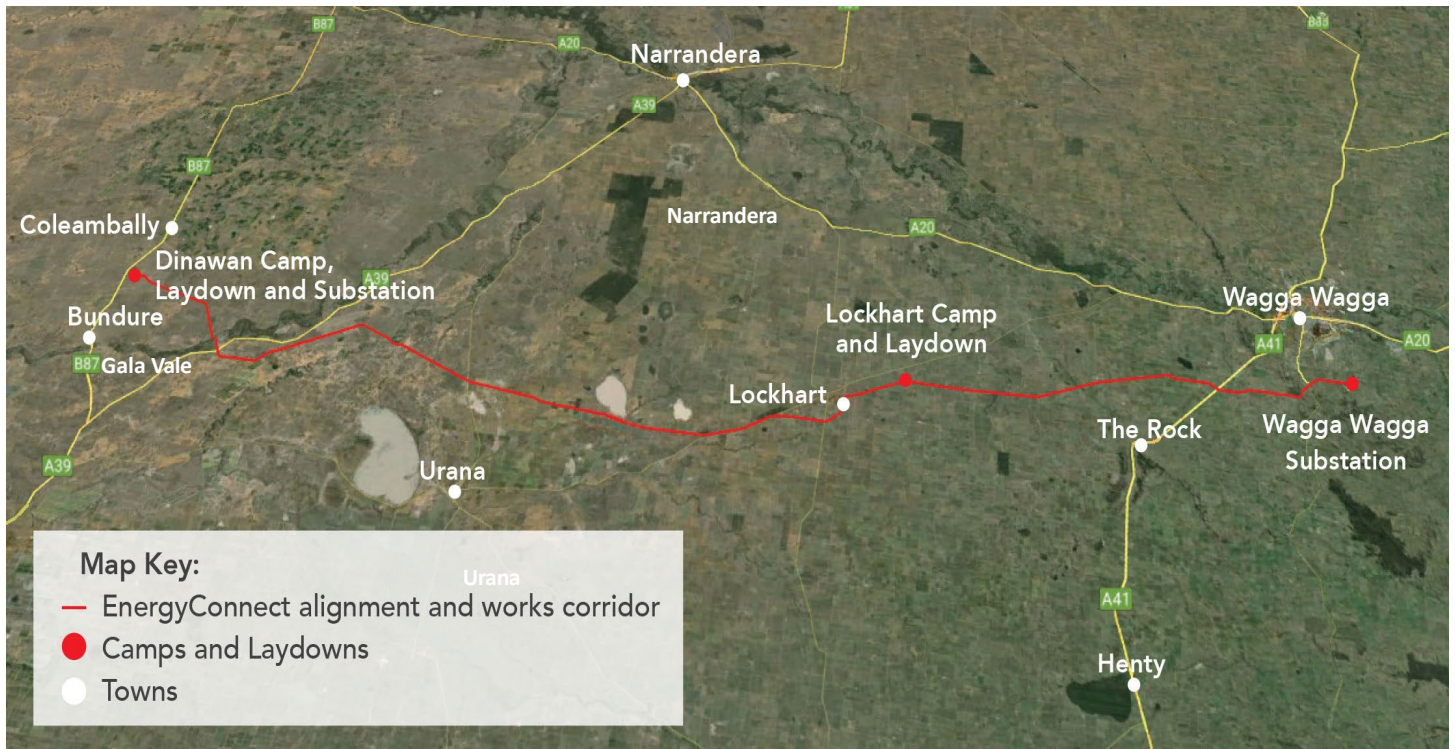 B87
B83
A20
Narrandera
A39
B87
Narrandera
Coleambally
A20
Dinawan Camp,
Laydown and Substation
A39
Bundure
Wagga Wagga
Lockhart Camp
and Laydown
A41
A20
B87
Gala Vale
Lockhart
The Rock
Wagga Wagga
Substation
A39
Urana
Map Key:
Urana
EnergyConnect alignment and works corridor
A41
Camps and Laydowns
Henty
Towns